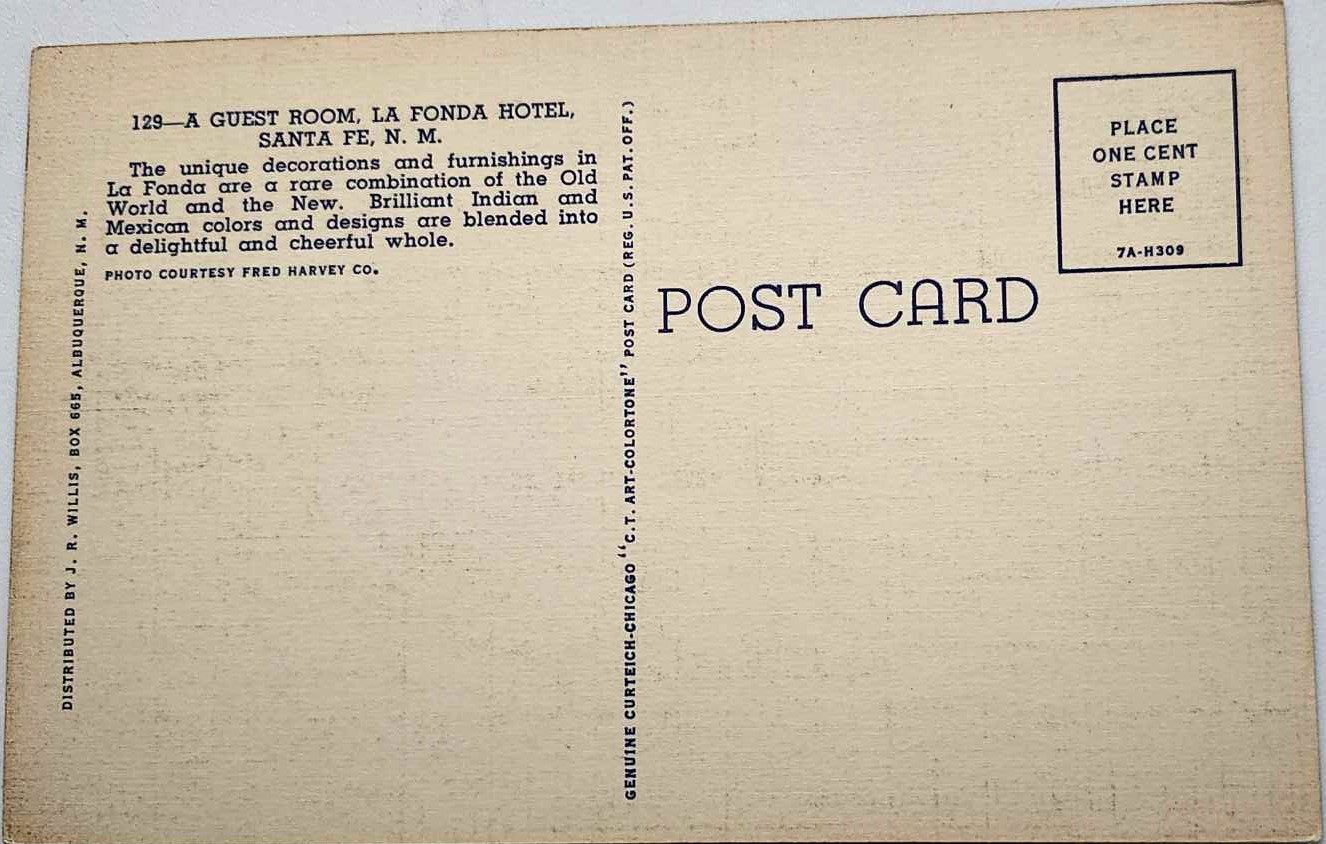 129—A GUEST ROOM, LA FONDA HOTEL,
SANTA FE, N. M.
The unique decorations and furnishings in
La Fonda are a rare combination of the Old
World and the New. Brilliant Indian and
Mexican colors and designs are blended into
a delightful and cheerful whole.
PHOTO COURTESY FRED HARVEY CO.
DISTRIBUTED BY J. R. WILLIS, BOX 665, ALBUQUERQUE, N. M.
GENUINE CURTEICH-CHICAGO "C.T. ART-COLORTONE" POST CARD (REG. U.S. PAT. OFF.)
POST CARD
PLACE
ONE CENT
STAMP
HERE
7A-H309